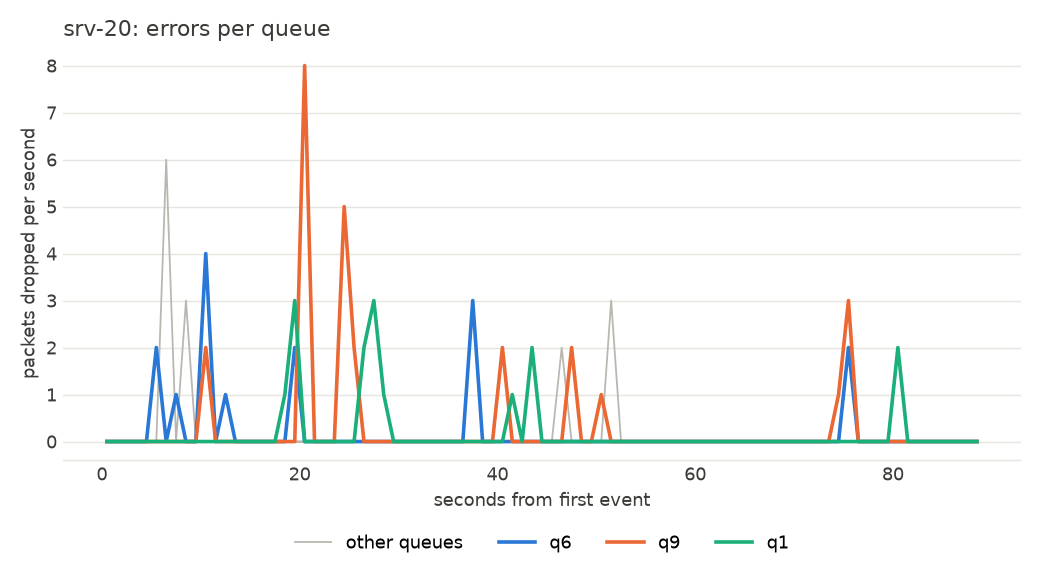 srv-20: errors per queue
packets dropped per second
8
7
6
5
4
3
2
1
0
0 20 40 60 80
seconds from first event
other queues q6 q9 q1